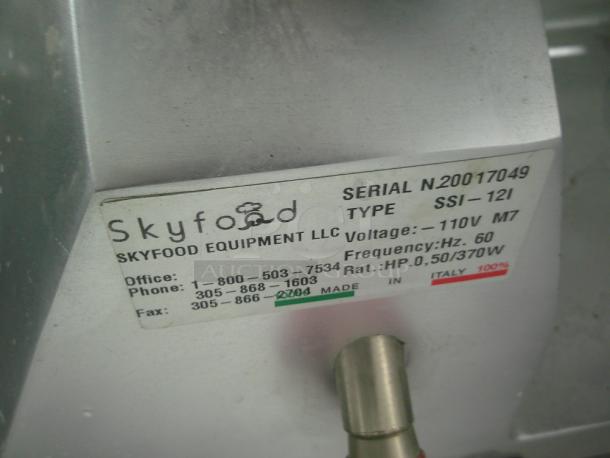 Skyfood
SKYFOOD EQUIPMENT LLC
Office: 1-800-503-7534
Phone: 305-868-1603
Fax: 305-866-2704
SERIAL N.20017049
TYPE SSI-12I
Voltage:-110V M7
Frequency:Hz. 60
Rat.:HP.0.50/370W
MADE IN ITALY 100%